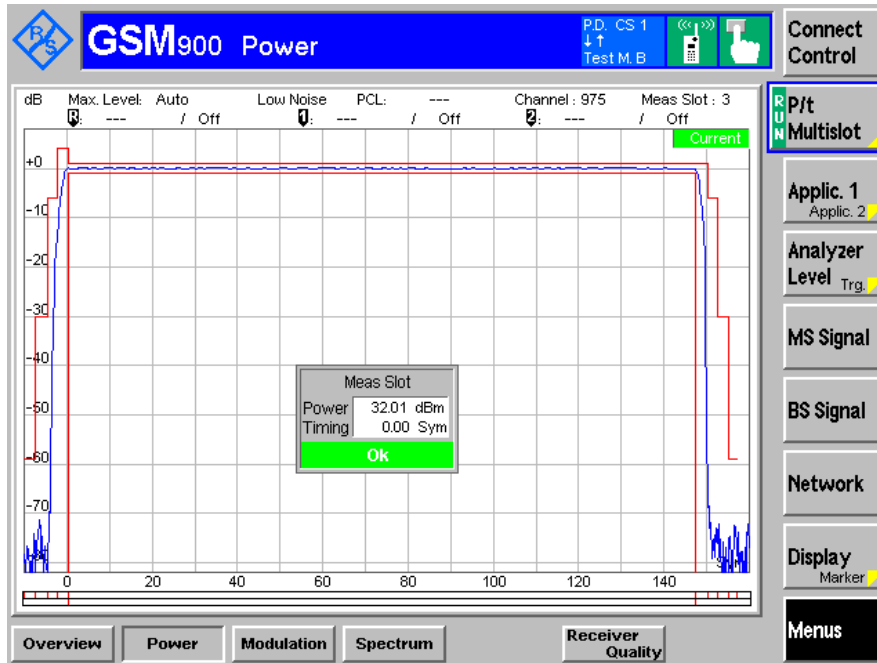 R&S GSM900 Power
P.D. CS 1
↓↑
Test M. B
Connect Control
dB Max. Level: Auto Low Noise PCL: --- Channel : 975 Meas Slot : 3
R: --- / Off 1: --- / Off 2: --- / Off
Current
+0
-10
-20
-30
-40
-50
-60
-70
Meas Slot
Power 32.01 dBm
Timing 0.00 Sym
Ok
0 20 40 60 80 100 120 140
RUN
P/t Multislot
Applic. 1
Applic. 2
Analyzer Level Trg.
MS Signal
BS Signal
Network
Display
Marker
Menus
Overview Power Modulation Spectrum Receiver Quality